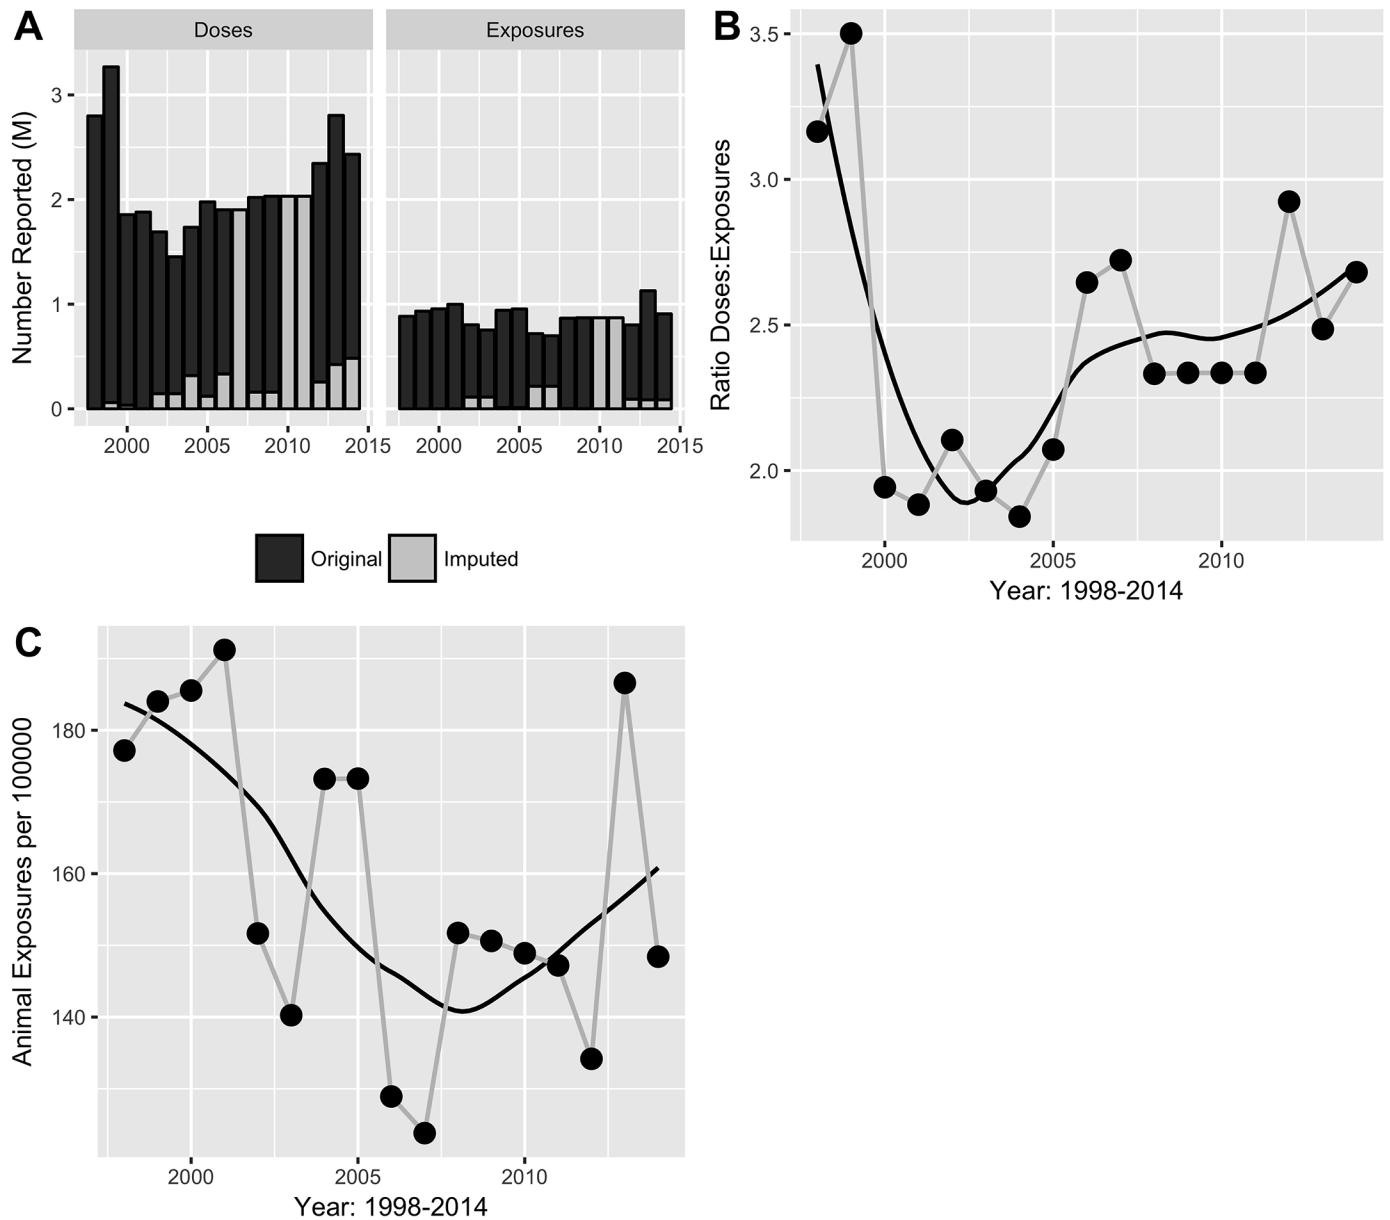 A
Doses
Exposures
Number Reported (M)
3
2
1
0
2000
2005
2010
2015
2000
2005
2010
2015
Original
Imputed
B
Ratio Doses:Exposures
3.5
3.0
2.5
2.0
2000
2005
2010
Year: 1998-2014
C
Animal Exposures per 100000
180
160
140
2000
2005
2010
Year: 1998-2014